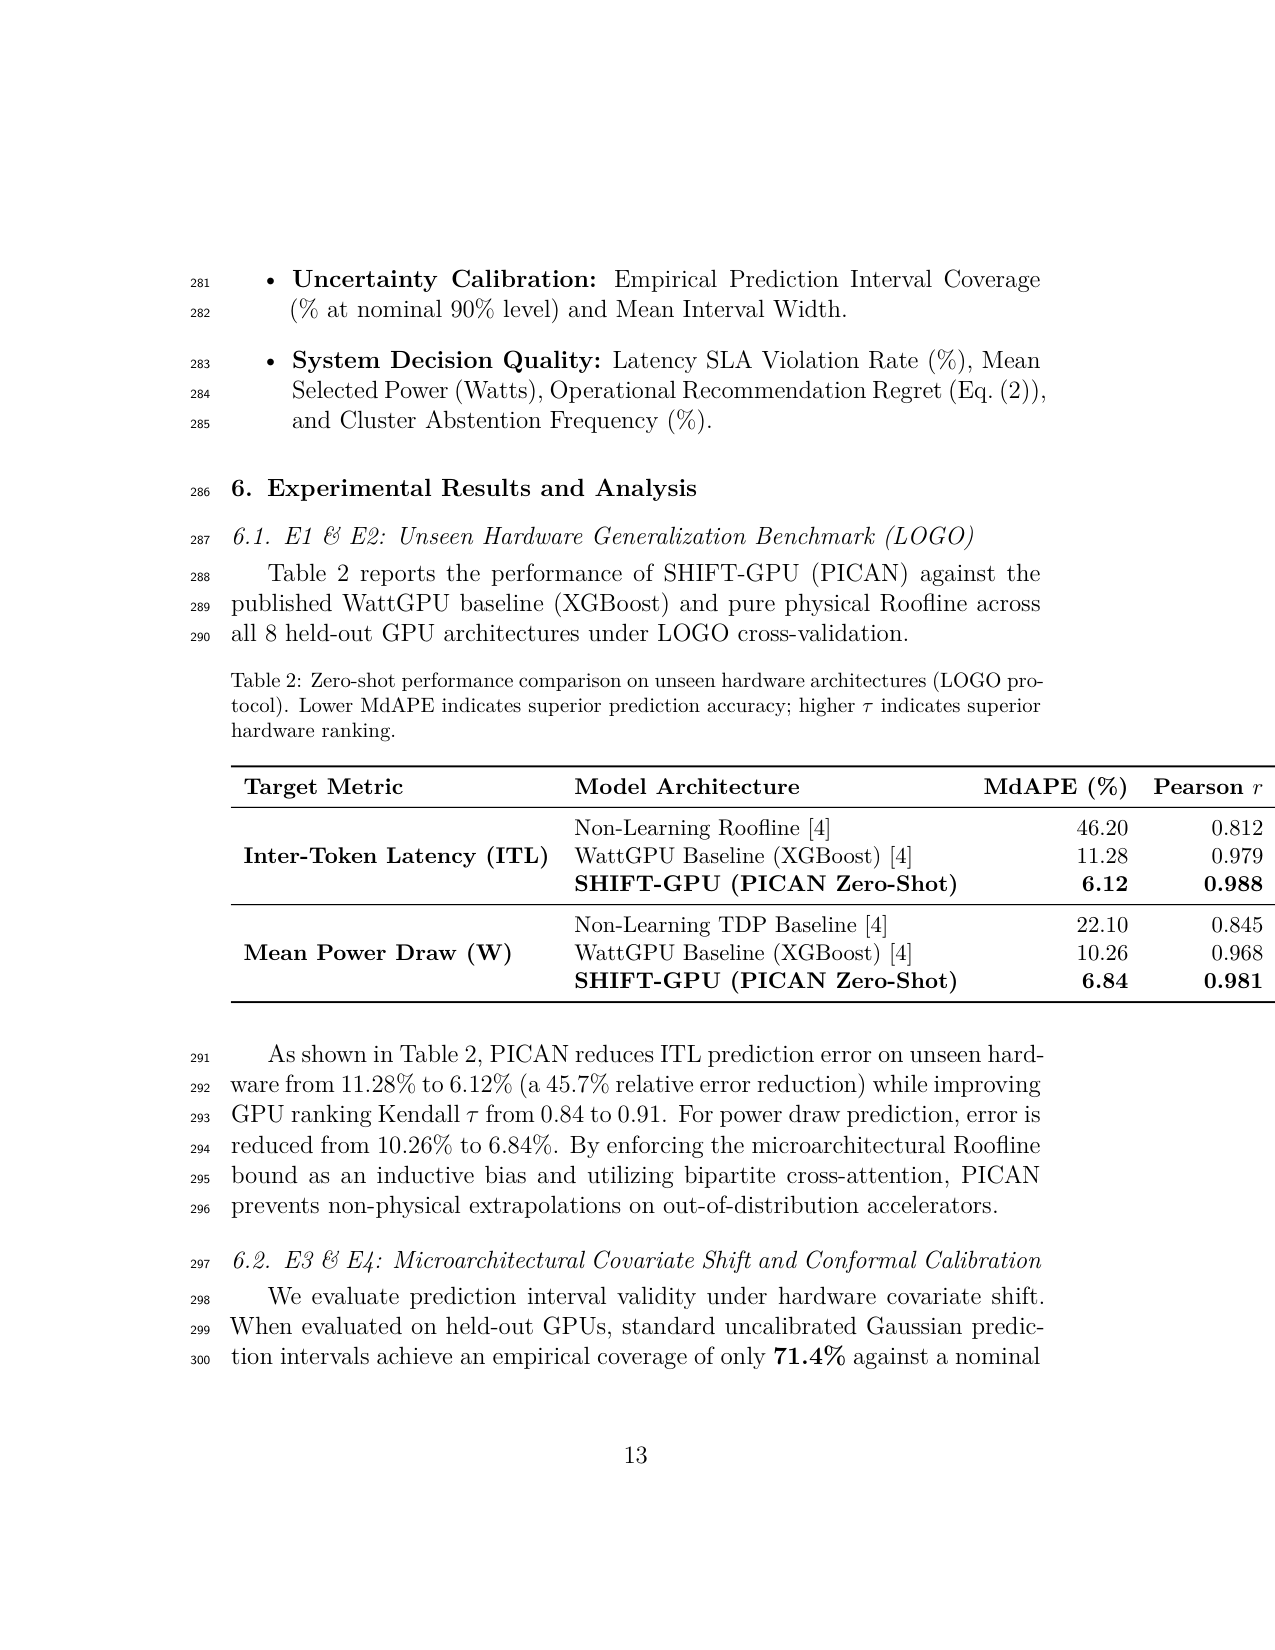 281 • Uncertainty Calibration: Empirical Prediction Interval Coverage
282 (% at nominal 90% level) and Mean Interval Width.
283 • System Decision Quality: Latency SLA Violation Rate (%), Mean
284 Selected Power (Watts), Operational Recommendation Regret (Eq. (2)),
285 and Cluster Abstention Frequency (%).
286 6. Experimental Results and Analysis
287 6.1. E1 & E2: Unseen Hardware Generalization Benchmark (LOGO)
288 Table 2 reports the performance of SHIFT-GPU (PICAN) against the
289 published WattGPU baseline (XGBoost) and pure physical Roofline across
290 all 8 held-out GPU architectures under LOGO cross-validation.
Table 2: Zero-shot performance comparison on unseen hardware architectures (LOGO pro-
tocol). Lower MdAPE indicates superior prediction accuracy; higher τ indicates superior
hardware ranking.
Target Metric Model Architecture MdAPE (%) Pearson r
Non-Learning Roofline [4] 46.20 0.812
Inter-Token Latency (ITL) WattGPU Baseline (XGBoost) [4] 11.28 0.979
SHIFT-GPU (PICAN Zero-Shot) 6.12 0.988
Non-Learning TDP Baseline [4] 22.10 0.845
Mean Power Draw (W) WattGPU Baseline (XGBoost) [4] 10.26 0.968
SHIFT-GPU (PICAN Zero-Shot) 6.84 0.981
291 As shown in Table 2, PICAN reduces ITL prediction error on unseen hard-
292 ware from 11.28% to 6.12% (a 45.7% relative error reduction) while improving
293 GPU ranking Kendall τ from 0.84 to 0.91. For power draw prediction, error is
294 reduced from 10.26% to 6.84%. By enforcing the microarchitectural Roofline
295 bound as an inductive bias and utilizing bipartite cross-attention, PICAN
296 prevents non-physical extrapolations on out-of-distribution accelerators.
297 6.2. E3 & E4: Microarchitectural Covariate Shift and Conformal Calibration
298 We evaluate prediction interval validity under hardware covariate shift.
299 When evaluated on held-out GPUs, standard uncalibrated Gaussian predic-
300 tion intervals achieve an empirical coverage of only 71.4% against a nominal
13